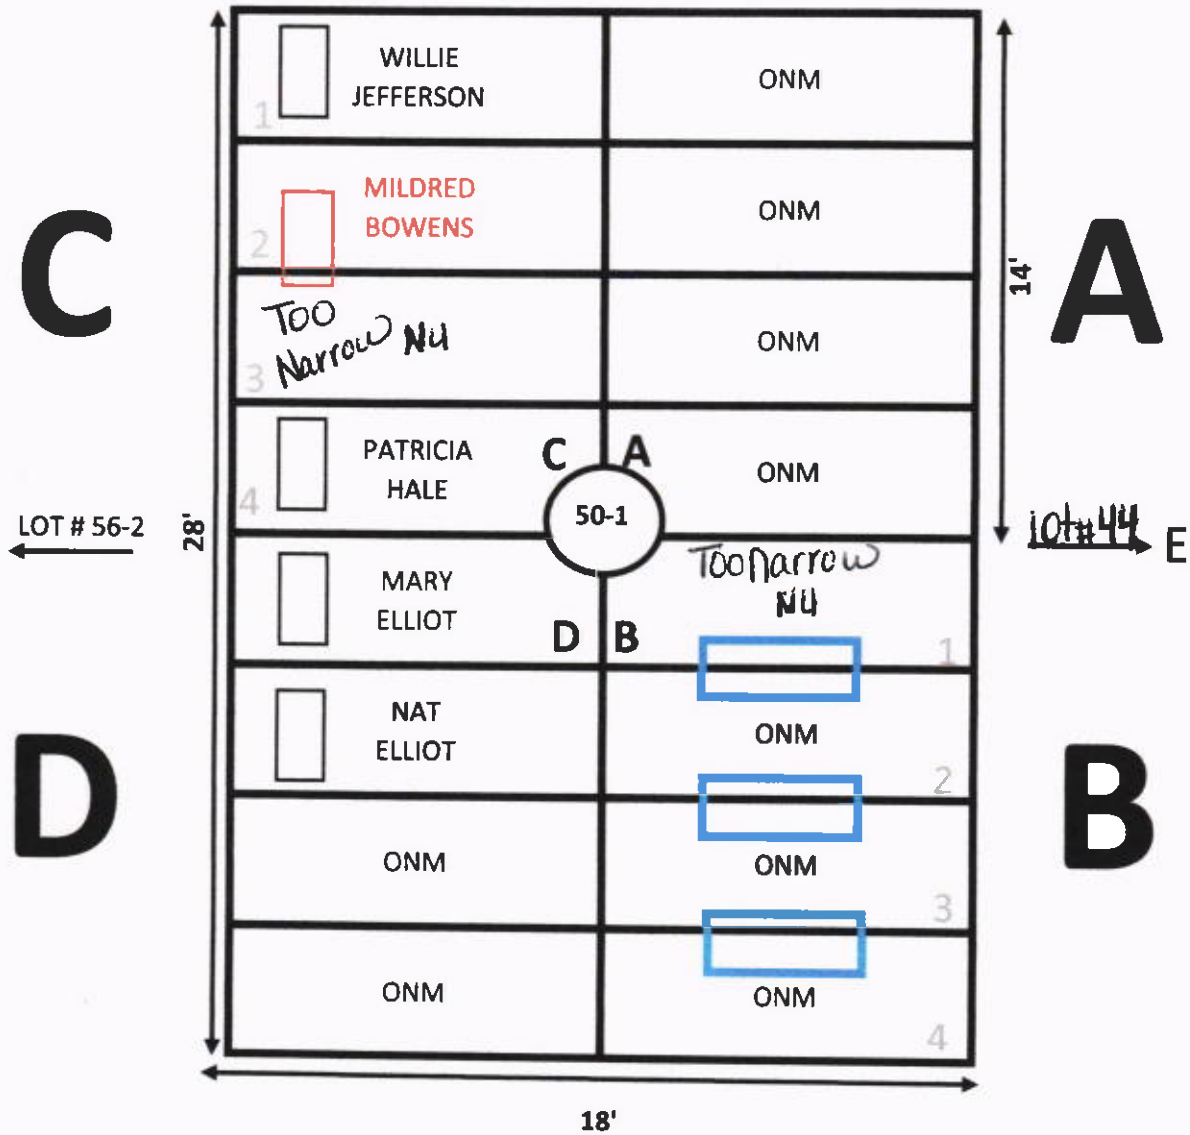 WILLIE
JEFFERSON
1
ONM
MILDRED
BOWENS
2
ONM
C
A
14'
Too
Narrow NU
3
ONM
PATRICIA
HALE
4
C A
ONM
50-1
LOT # 56-2
28'
Lot#44
E
MARY
ELLIOT
Too narrow
NU
D B
1
NAT
ELLIOT
ONM
2
D
B
ONM
ONM
3
ONM
ONM
4
18'